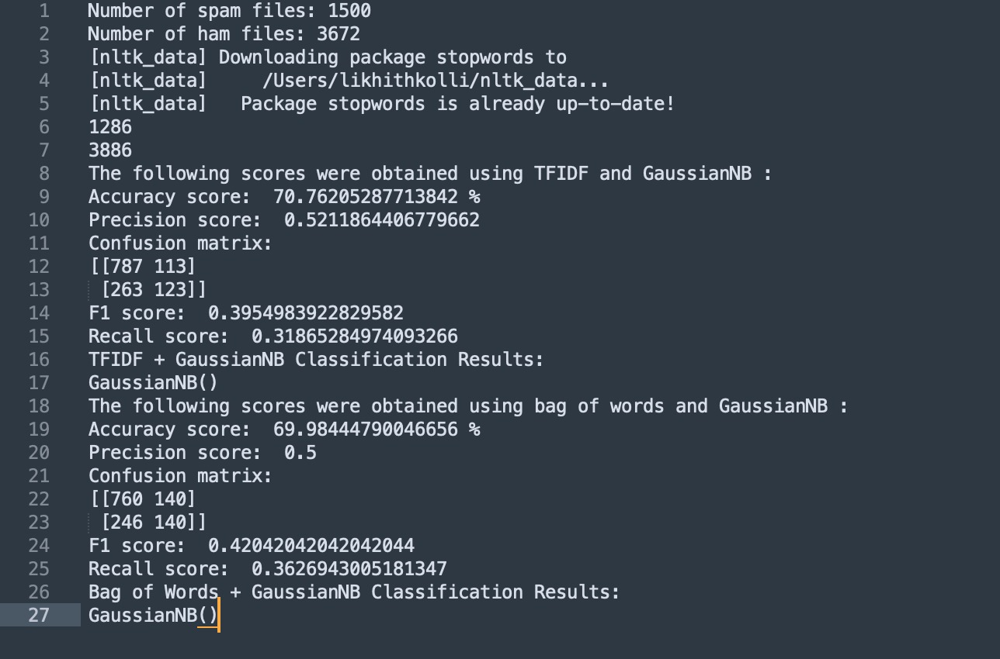 1 Number of spam files: 1500
2 Number of ham files: 3672
3 [nltk_data] Downloading package stopwords to
4 [nltk_data]     /Users/likhithkolli/nltk_data...
5 [nltk_data]   Package stopwords is already up-to-date!
6 1286
7 3886
8 The following scores were obtained using TFIDF and GaussianNB :
9 Accuracy score:  70.76205287713842 %
10 Precision score:  0.5211864406779662
11 Confusion matrix:
12 [[787 113]
13  [263 123]]
14 F1 score:  0.3954983922829582
15 Recall score:  0.31865284974093266
16 TFIDF + GaussianNB Classification Results:
17 GaussianNB()
18 The following scores were obtained using bag of words and GaussianNB :
19 Accuracy score:  69.98444790046656 %
20 Precision score:  0.5
21 Confusion matrix:
22 [[760 140]
23  [246 140]]
24 F1 score:  0.42042042042042044
25 Recall score:  0.3626943005181347
26 Bag of Words + GaussianNB Classification Results:
27 GaussianNB()